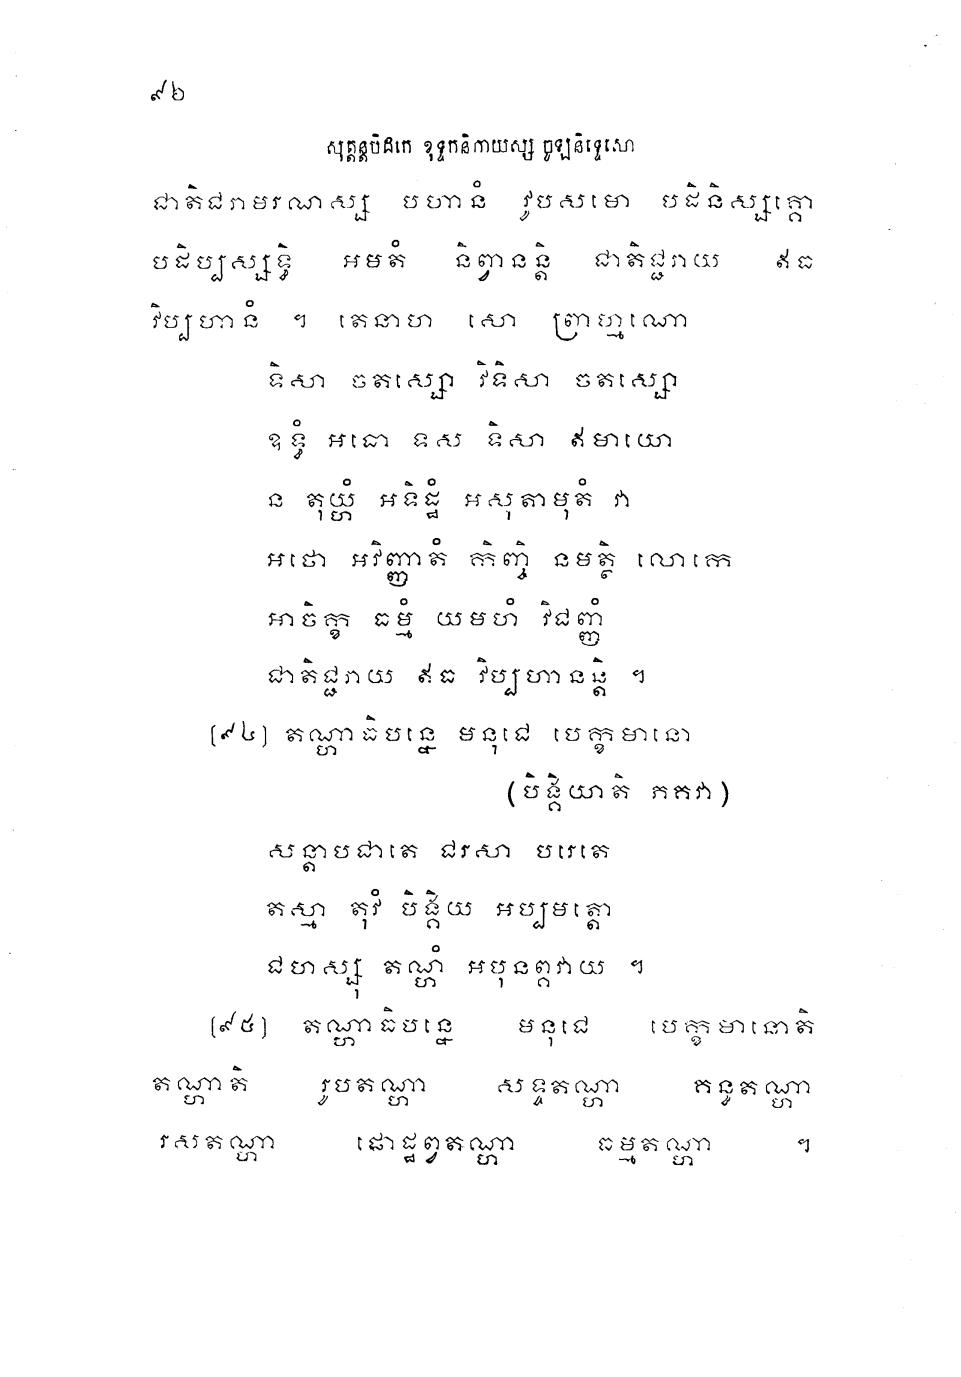 ៩៦
សុត្តន្តបិដកេ ខុទ្ទកនិកាយស្ស ចូឡនិទ្ទេសោ
ជាតិជរាមរណស្ស បហានំ វូបសមោ បដិនិស្សគ្គោ
បដិប្បស្សទ្ធិ អមតំ និព្វានន្តិ ជាតិជ្ជរាយ ឥធ
វិប្បហានំ ។ តេនាហ សោ ព្រាហ្មណោ
ទិសា ចតស្សោ វិទិសា ចតស្សោ
ឧទ្ធំ អធោ ទស ទិសា ឥមាយោ
ន តុយ្ហំ អទិដ្ឋំ អសុតាមុតំ វា
អថោ អវិញ្ញាតំ កិញ្ចិ នមត្ថិ លោកេ
អាចិក្ខ ធម្មំ យមហំ វិជញ្ញំ
ជាតិជ្ជរាយ ឥធ វិប្បហានន្តិ ។
[៩៤] តណ្ហាធិបន្នេ មនុជេ បេក្ខមានោ
(បិង្គិយាតិ ភគវា)
សន្តាបជាតេ ជរសា បរេតេ
តស្មា តុវំ បិង្គិយ អប្បមត្តោ
ជហស្សុ តណ្ហំ អបុនព្ភវាយ ។
[៩៥] តណ្ហាធិបន្នេ មនុជេ បេក្ខមានោតិ
តណ្ហាតិ រូបតណ្ហា សទ្ទតណ្ហា គន្ធតណ្ហា
រសតណ្ហា ផោដ្ឋព្វតណ្ហា ធម្មតណ្ហា ។